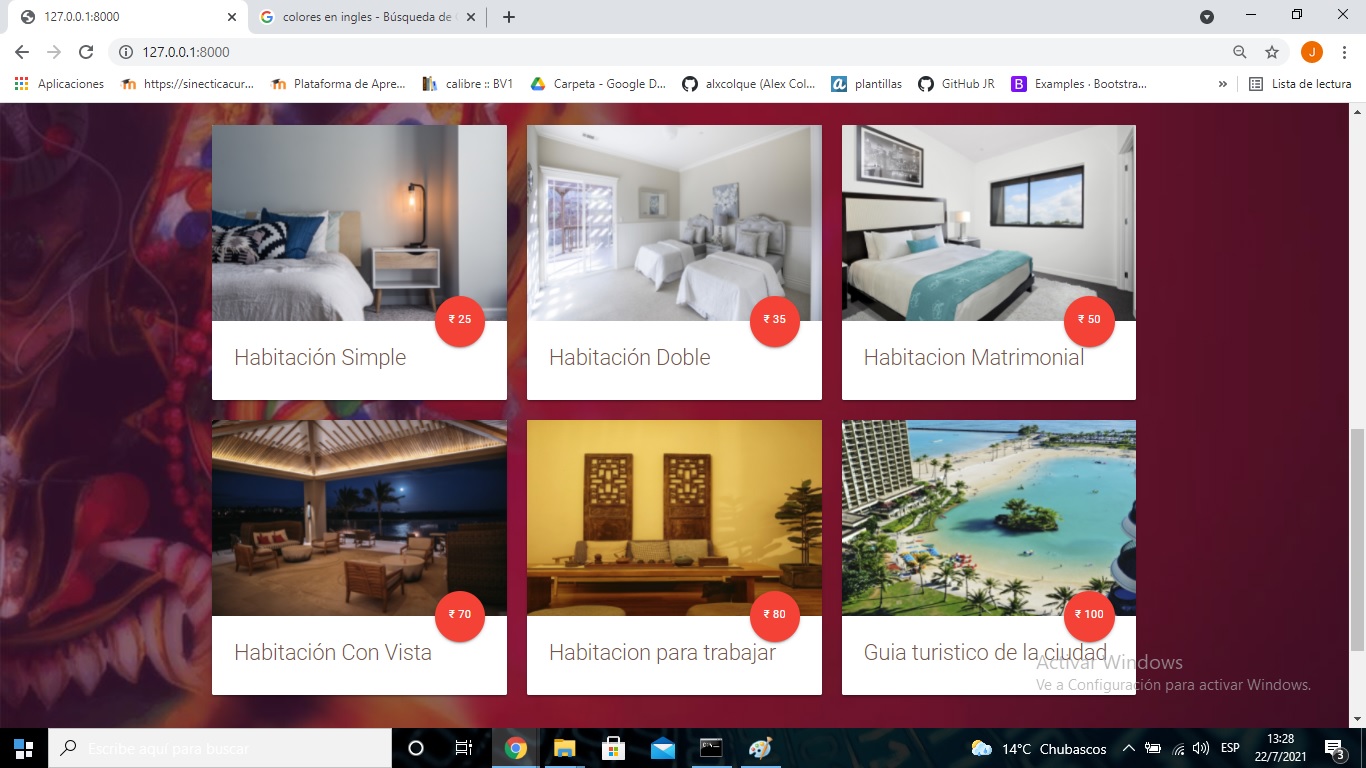 127.0.0.1:8000
colores en ingles - Búsqueda de
127.0.0.1:8000
J
Aplicaciones
https://sinecticacur...
Plataforma de Apre...
calibre :: BV1
Carpeta - Google D...
alxcolque (Alex Col...
plantillas
GitHub JR
Examples · Bootstra...
»
Lista de lectura
₹ 25
₹ 35
₹ 50
Habitación Simple
Habitación Doble
Habitacion Matrimonial
₹ 70
₹ 80
₹ 100
Habitación Con Vista
Habitacion para trabajar
Guia turistico de la ciudad
Activar Windows
Ve a Configuración para activar Windows.
Escribe aquí para buscar
14°C Chubascos
ESP
13:28
22/7/2021
3